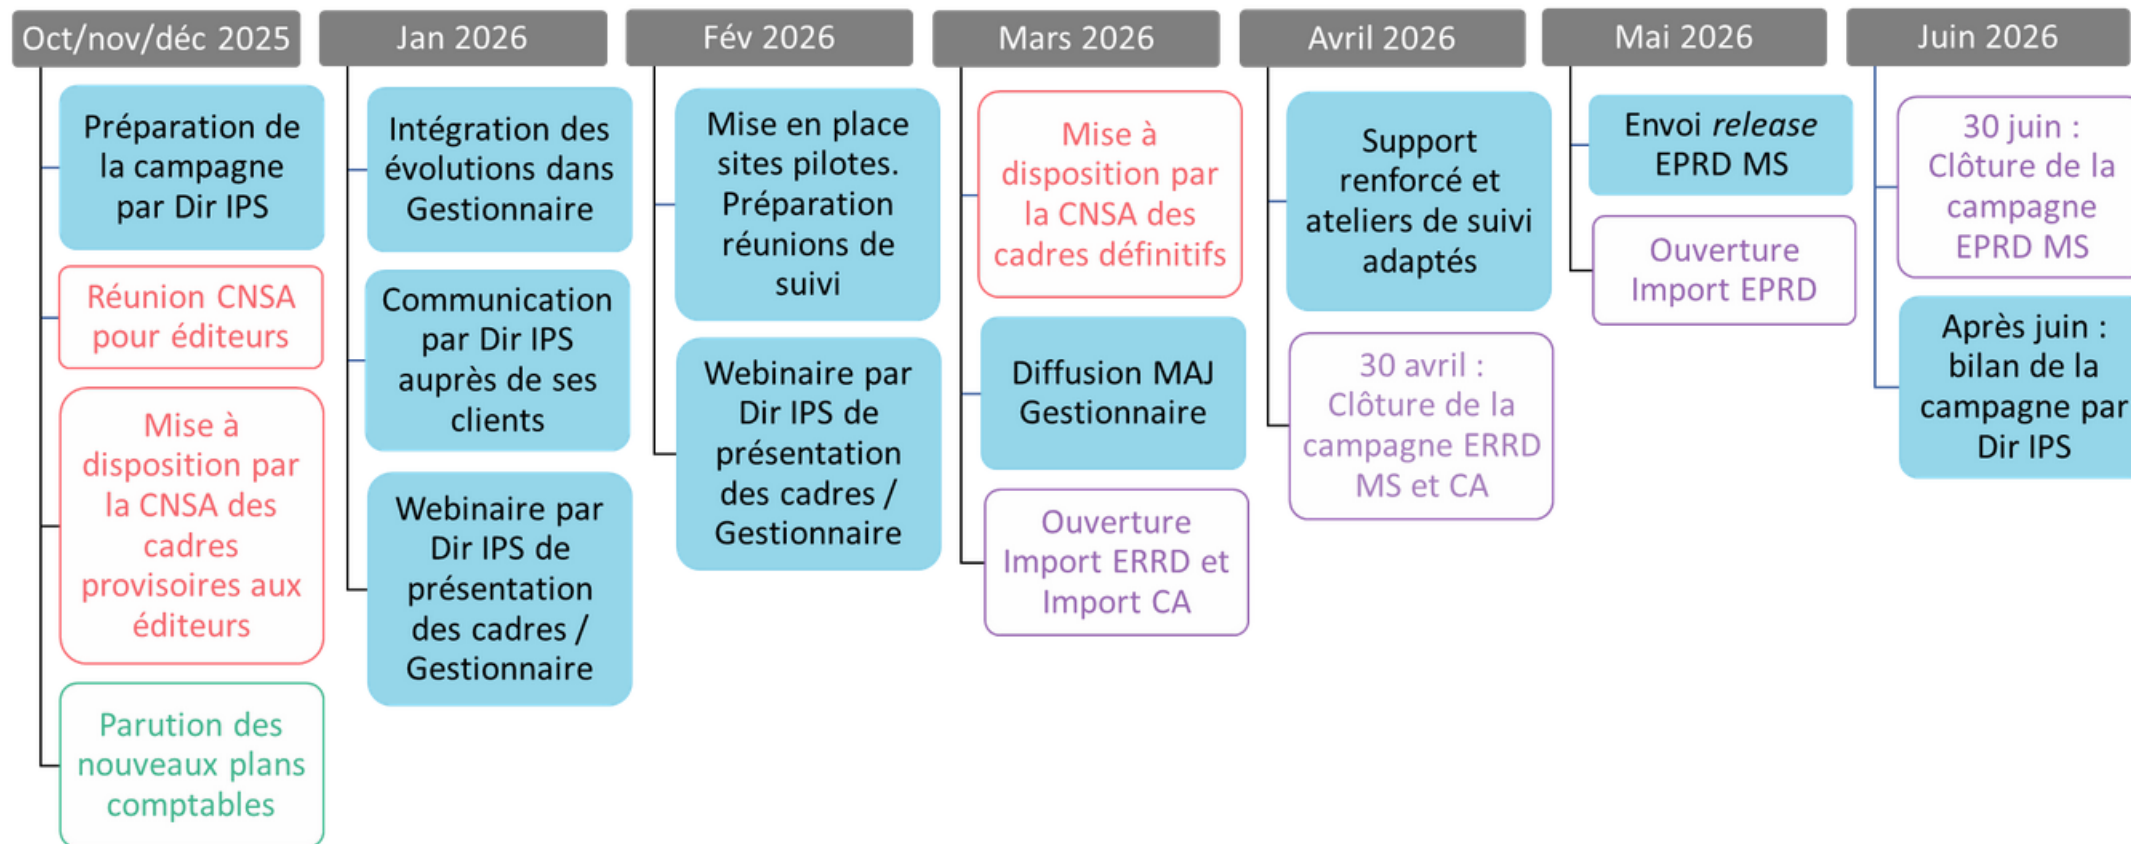 Oct/nov/déc 2025
Préparation de
la campagne
par Dir IPS
Réunion CNSA
pour éditeurs
Mise à
disposition par
la CNSA des
cadres
provisoires aux
éditeurs
Parution des
nouveaux plans
comptables
Jan 2026
Intégration des
évolutions dans
Gestionnaire
Communication
par Dir IPS
auprès de ses
clients
Webinaire par
Dir IPS de
présentation
des cadres /
Gestionnaire
Fév 2026
Mise en place
sites pilotes.
Préparation
réunions de
suivi
Webinaire par
Dir IPS de
présentation
des cadres /
Gestionnaire
Mars 2026
Mise à
disposition par
la CNSA des
cadres définitifs
Diffusion MAJ
Gestionnaire
Ouverture
Import ERRD et
Import CA
Avril 2026
Support
renforcé et
ateliers de suivi
adaptés
30 avril :
Clôture de la
campagne ERRD
MS et CA
Mai 2026
Envoi release
EPRD MS
Ouverture
Import EPRD
Juin 2026
30 juin :
Clôture de la
campagne
EPRD MS
Après juin :
bilan de la
campagne par
Dir IPS